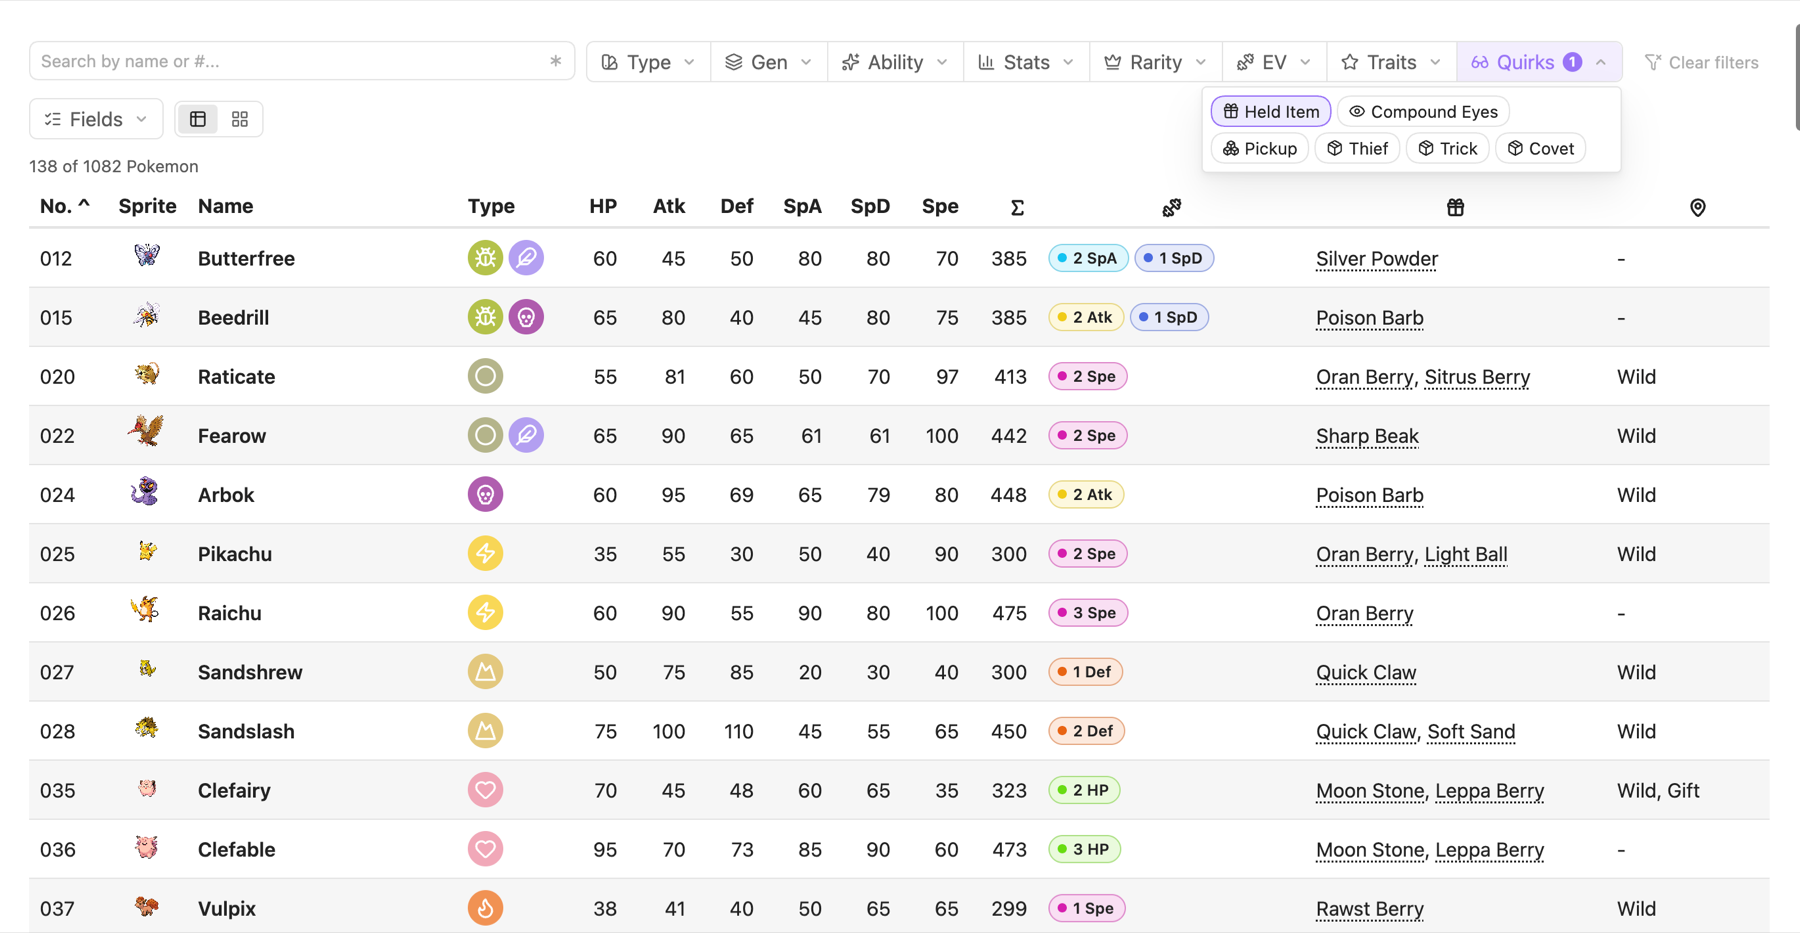 Search by name or #... *
Type Gen Ability Stats Rarity EV Traits Quirks 1 Clear filters
Fields
Held Item Compound Eyes
Pickup Thief Trick Covet
138 of 1082 Pokemon
No. ^ Sprite Name Type HP Atk Def SpA SpD Spe Σ
012 Butterfree 60 45 50 80 80 70 385 2 SpA 1 SpD Silver Powder -
015 Beedrill 65 80 40 45 80 75 385 2 Atk 1 SpD Poison Barb -
020 Raticate 55 81 60 50 70 97 413 2 Spe Oran Berry, Sitrus Berry Wild
022 Fearow 65 90 65 61 61 100 442 2 Spe Sharp Beak Wild
024 Arbok 60 95 69 65 79 80 448 2 Atk Poison Barb Wild
025 Pikachu 35 55 30 50 40 90 300 2 Spe Oran Berry, Light Ball Wild
026 Raichu 60 90 55 90 80 100 475 3 Spe Oran Berry -
027 Sandshrew 50 75 85 20 30 40 300 1 Def Quick Claw Wild
028 Sandslash 75 100 110 45 55 65 450 2 Def Quick Claw, Soft Sand Wild
035 Clefairy 70 45 48 60 65 35 323 2 HP Moon Stone, Leppa Berry Wild, Gift
036 Clefable 95 70 73 85 90 60 473 3 HP Moon Stone, Leppa Berry -
037 Vulpix 38 41 40 50 65 65 299 1 Spe Rawst Berry Wild